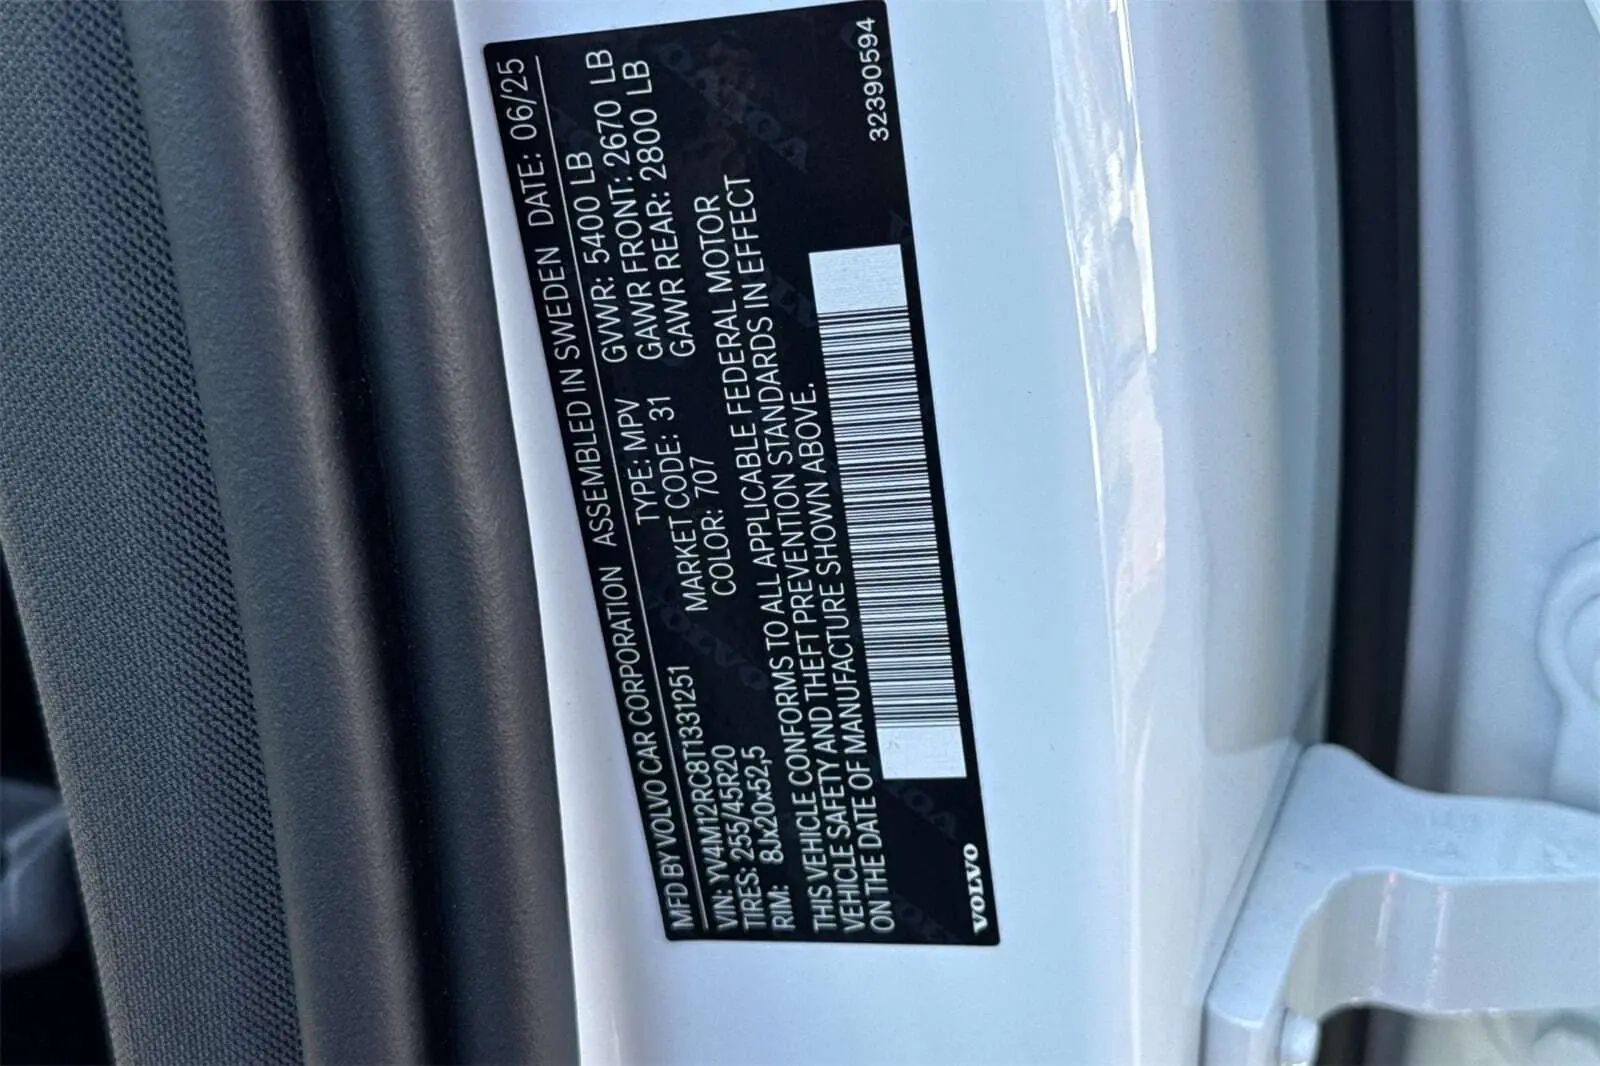 MFD BY VOLVO CAR CORPORATION ASSEMBLED IN SWEDEN DATE: 06/25
VIN: YV4M12RC8T1331251 TYPE: MPV GVWR: 5400 LB
TIRES: 255/45R20 MARKET CODE: 31 GAWR FRONT: 2670 LB
RIM: 8Jx20x52,5 COLOR: 707 GAWR REAR: 2800 LB
THIS VEHICLE CONFORMS TO ALL APPLICABLE FEDERAL MOTOR
VEHICLE SAFETY AND THEFT PREVENTION STANDARDS IN EFFECT
ON THE DATE OF MANUFACTURE SHOWN ABOVE.
VOLVO 32390594